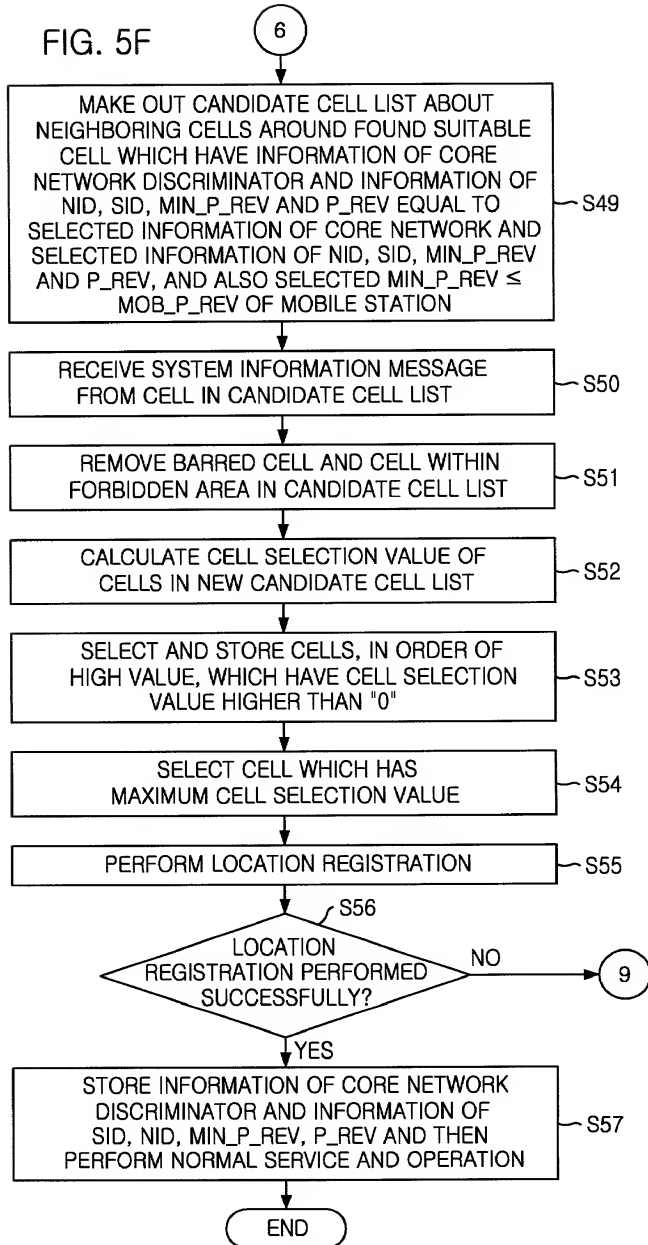 FIG. 5F
6
MAKE OUT CANDIDATE CELL LIST ABOUT
NEIGHBORING CELLS AROUND FOUND SUITABLE
CELL WHICH HAVE INFORMATION OF CORE
NETWORK DISCRIMINATOR AND INFORMATION OF
NID, SID, MIN_P_REV AND P_REV EQUAL TO
SELECTED INFORMATION OF CORE NETWORK AND
SELECTED INFORMATION OF NID, SID, MIN_P_REV
AND P_REV, AND ALSO SELECTED MIN_P_REV ≤
MOB_P_REV OF MOBILE STATION
S49
RECEIVE SYSTEM INFORMATION MESSAGE
FROM CELL IN CANDIDATE CELL LIST
S50
REMOVE BARRED CELL AND CELL WITHIN
FORBIDDEN AREA IN CANDIDATE CELL LIST
S51
CALCULATE CELL SELECTION VALUE OF
CELLS IN NEW CANDIDATE CELL LIST
S52
SELECT AND STORE CELLS, IN ORDER OF
HIGH VALUE, WHICH HAVE CELL SELECTION
VALUE HIGHER THAN "0"
S53
SELECT CELL WHICH HAS
MAXIMUM CELL SELECTION VALUE
S54
PERFORM LOCATION REGISTRATION
S55
S56
LOCATION
REGISTRATION PERFORMED
SUCCESSFULLY?
NO
9
YES
STORE INFORMATION OF CORE NETWORK
DISCRIMINATOR AND INFORMATION OF
SID, NID, MIN_P_REV, P_REV AND THEN
PERFORM NORMAL SERVICE AND OPERATION
S57
END